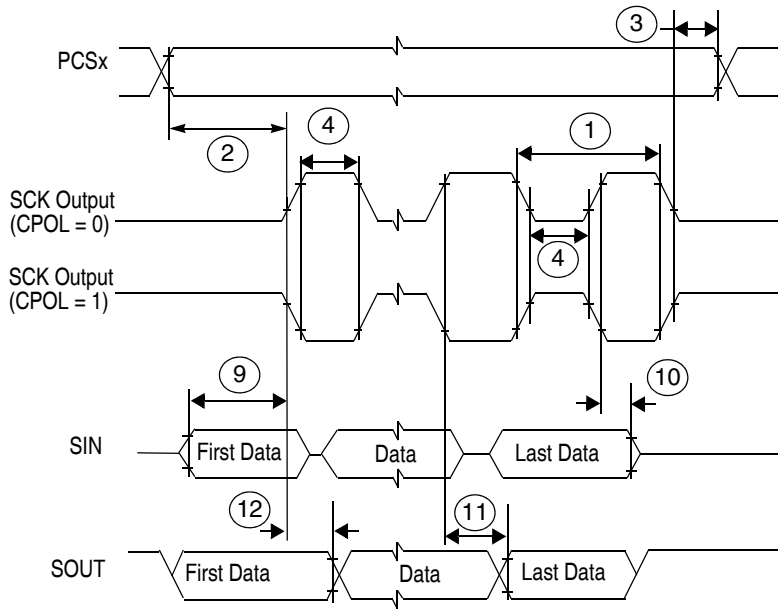 3
PCSx
2
4
1
SCK Output
(CPOL = 0)
4
SCK Output
(CPOL = 1)
9
10
SIN
First Data
Data
Last Data
12
11
SOUT
First Data
Data
Last Data